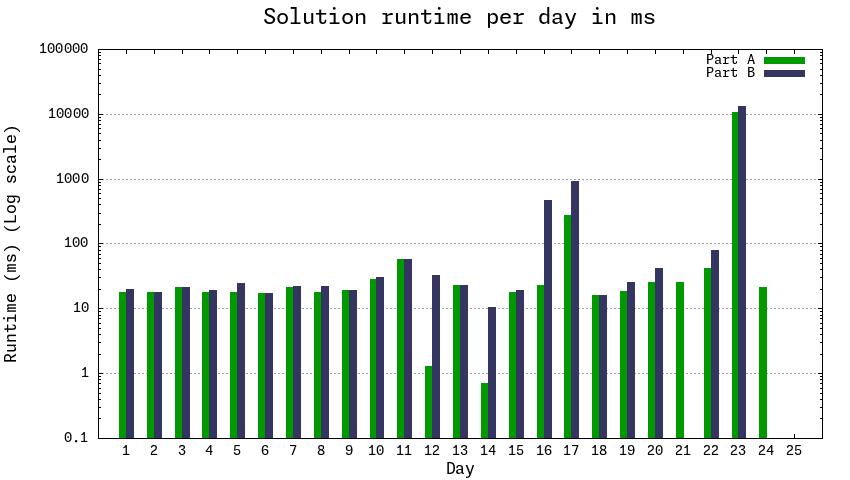 Solution runtime per day in ms
100000
10000
1000
100
10
1
0.1
Runtime (ms) (Log scale)
Part A
Part B
1 2 3 4 5 6 7 8 9 10 11 12 13 14 15 16 17 18 19 20 21 22 23 24 25
Day